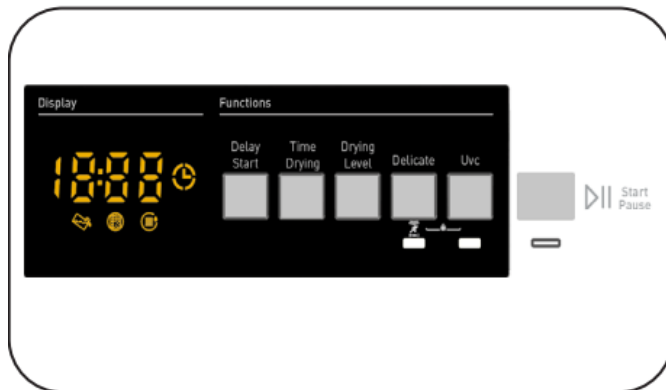 Display
Functions
18:88
Delay
Start
Time
Drying
Drying
Level
Delicate
Uvc
Start
Pause